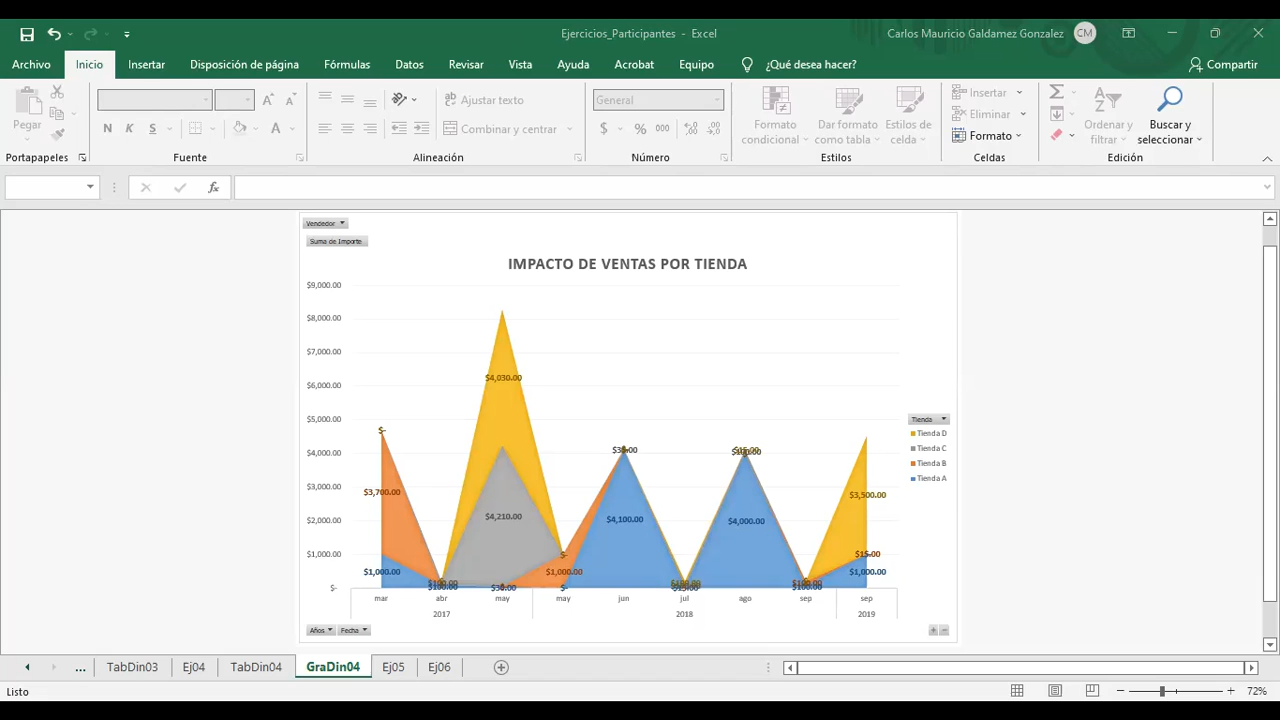 Ejercicios_Participantes - Excel
Carlos Mauricio Galdamez Gonzalez CM
Archivo Inicio Insertar Disposición de página Fórmulas Datos Revisar Vista Ayuda Acrobat Equipo ¿Qué desea hacer? Compartir
Pegar
N K S
Ajustar texto
Combinar y centrar
General
$ % 000
Formato condicional
Dar formato como tabla
Estilos de celda
Insertar
Eliminar
Formato
Ordenar y filtrar
Buscar y seleccionar
Portapapeles Fuente Alineación Número Estilos Celdas Edición
fx
Vendedor
Suma de Importe
IMPACTO DE VENTAS POR TIENDA
$9,000.00
$8,000.00
$7,000.00
$6,000.00
$5,000.00
$4,000.00
$3,000.00
$2,000.00
$1,000.00
$-
$4,030.00
$-
$3,700.00
$4,210.00
$4,100.00
$4,000.00
$3,500.00
$15.00
$1,000.00
$-
$1,000.00
$-
$1,000.00
Tienda
Tienda D
Tienda C
Tienda B
Tienda A
mar abr may may jun jul ago sep sep
2017 2018 2019
Años Fecha
... TabDin03 Ej04 TabDin04 GraDin04 Ej05 Ej06
Listo
72%